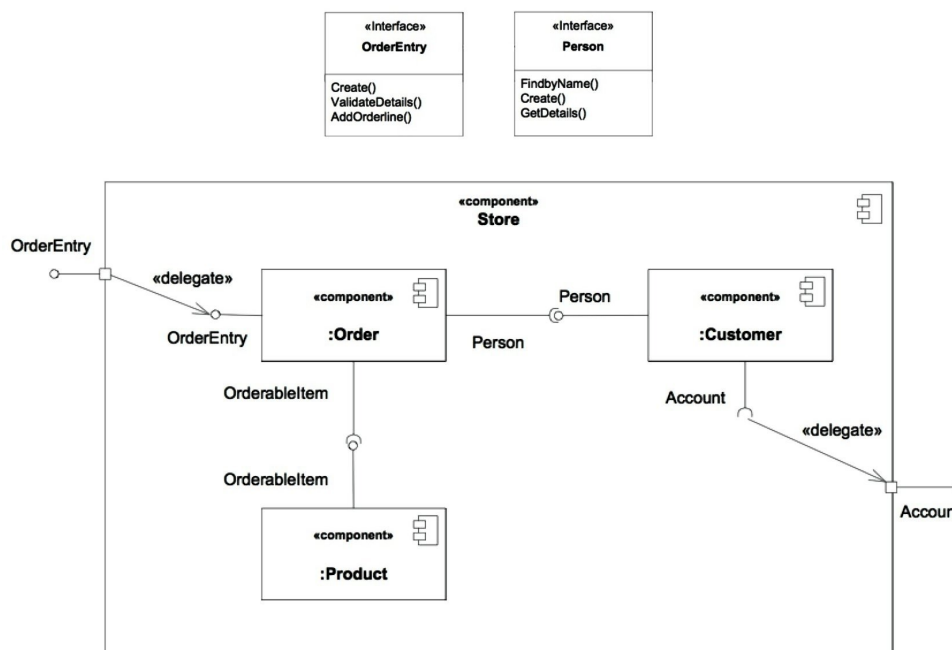 «Interface»
OrderEntry
Create()
ValidateDetails()
AddOrderline()
«Interface»
Person
FindbyName()
Create()
GetDetails()
«component»
Store
OrderEntry
«delegate»
OrderEntry
«component»
:Order
Person
Person
«component»
:Customer
OrderableItem
Account
«delegate»
OrderableItem
Accoun
«component»
:Product